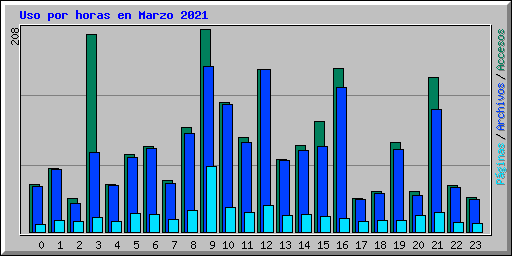 Uso por horas en Marzo 2021
208
Páginas / Archivos / Accesos
0 1 2 3 4 5 6 7 8 9 10 11 12 13 14 15 16 17 18 19 20 21 22 23